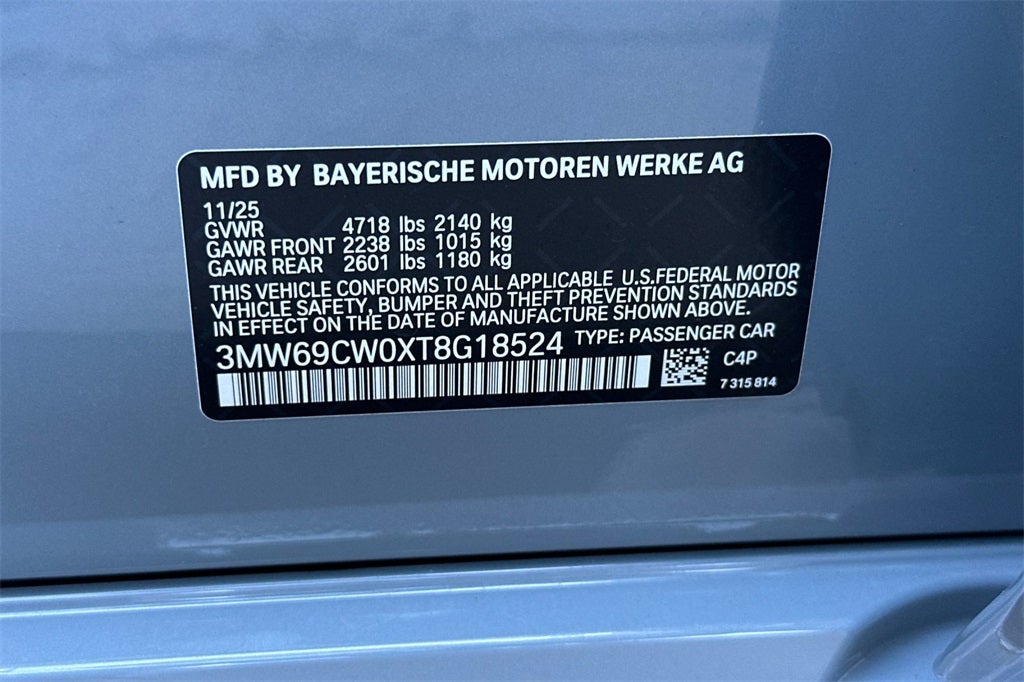 MFD BY BAYERISCHE MOTOREN WERKE AG
11/25
GVWR 4718 lbs 2140 kg
GAWR FRONT 2238 lbs 1015 kg
GAWR REAR 2601 lbs 1180 kg
THIS VEHICLE CONFORMS TO ALL APPLICABLE U.S.FEDERAL MOTOR
VEHICLE SAFETY, BUMPER AND THEFT PREVENTION STANDARDS
IN EFFECT ON THE DATE OF MANUFACTURE SHOWN ABOVE.
3MW69CW0XT8G18524 TYPE: PASSENGER CAR
C4P
7 315 814